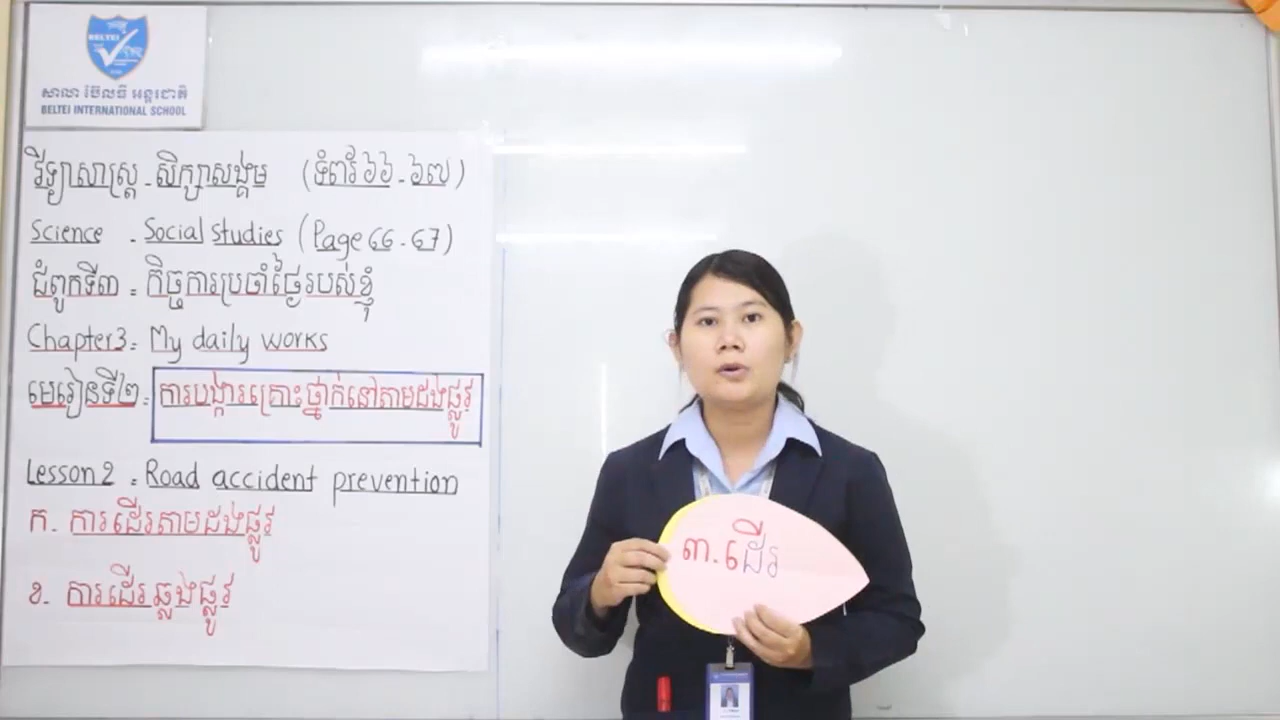 BELTEI
សាលា ប៊ែលធី អន្តរជាតិ
BELTEI INTERNATIONAL SCHOOL
វិទ្យាសាស្ត្រ - សិក្សាសង្គម (ទំព័រ ៦៦ - ៦៧)
Science - Social studies (Page 66 - 67)
ជំពូកទី៣ = កិច្ចការប្រចាំថ្ងៃរបស់ខ្ញុំ
Chapter 3 = My daily works
មេរៀនទី២ = ការបង្ការគ្រោះថ្នាក់នៅតាមដងផ្លូវ
Lesson 2 = Road accident prevention
ក. ការដើរតាមដងផ្លូវ
ខ. ការដើរឆ្លងផ្លូវ
៣. ដើរ